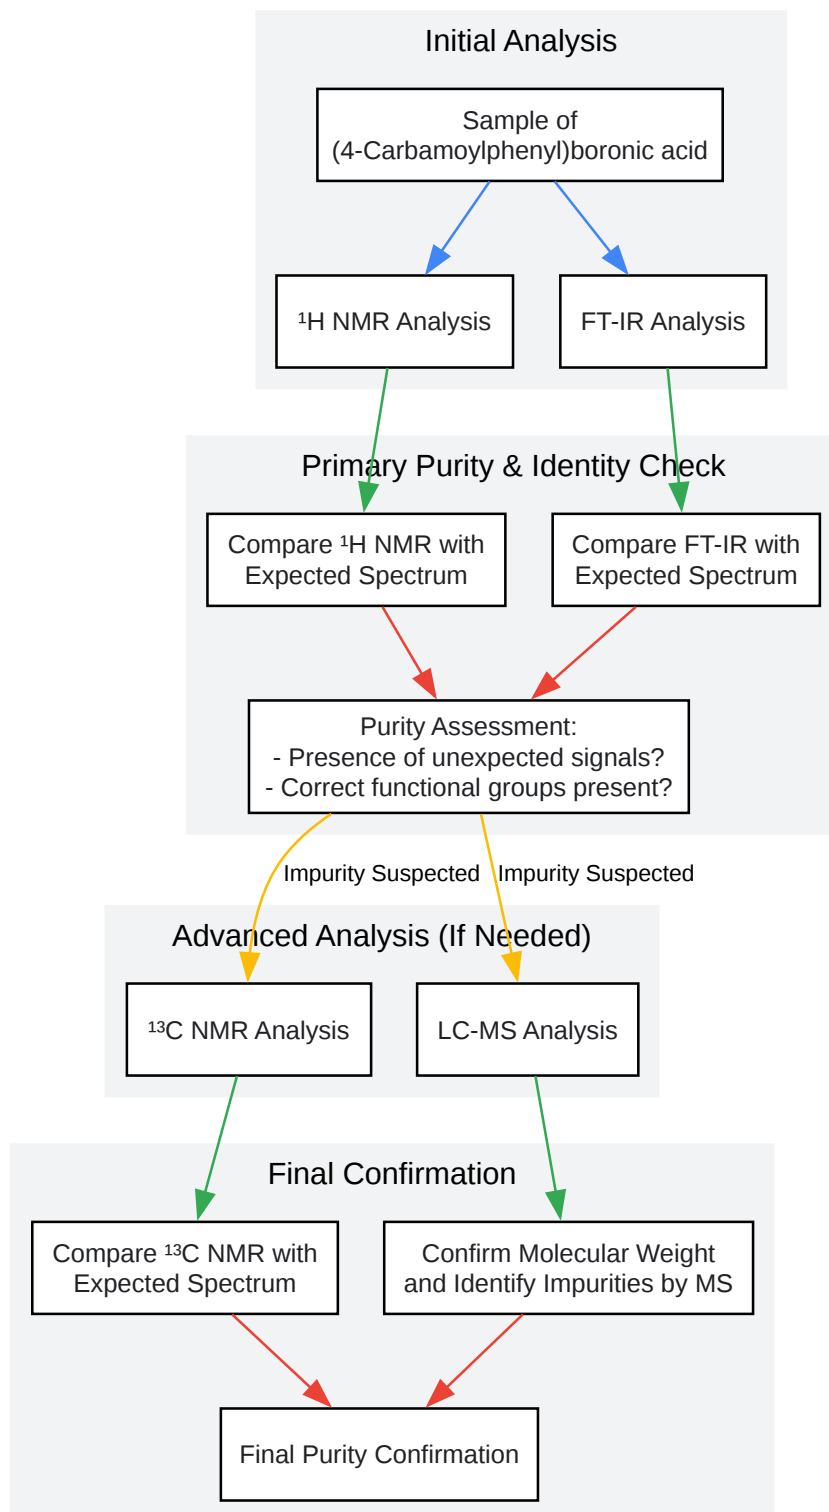 Initial Analysis
Sample of
(4-Carbamoylphenyl)boronic acid
¹H NMR Analysis
FT-IR Analysis
Primary Purity & Identity Check
Compare ¹H NMR with
Expected Spectrum
Compare FT-IR with
Expected Spectrum
Purity Assessment:
- Presence of unexpected signals?
- Correct functional groups present?
Impurity Suspected
Impurity Suspected
Advanced Analysis (If Needed)
¹³C NMR Analysis
LC-MS Analysis
Final Confirmation
Compare ¹³C NMR with
Expected Spectrum
Confirm Molecular Weight
and Identify Impurities by MS
Final Purity Confirmation